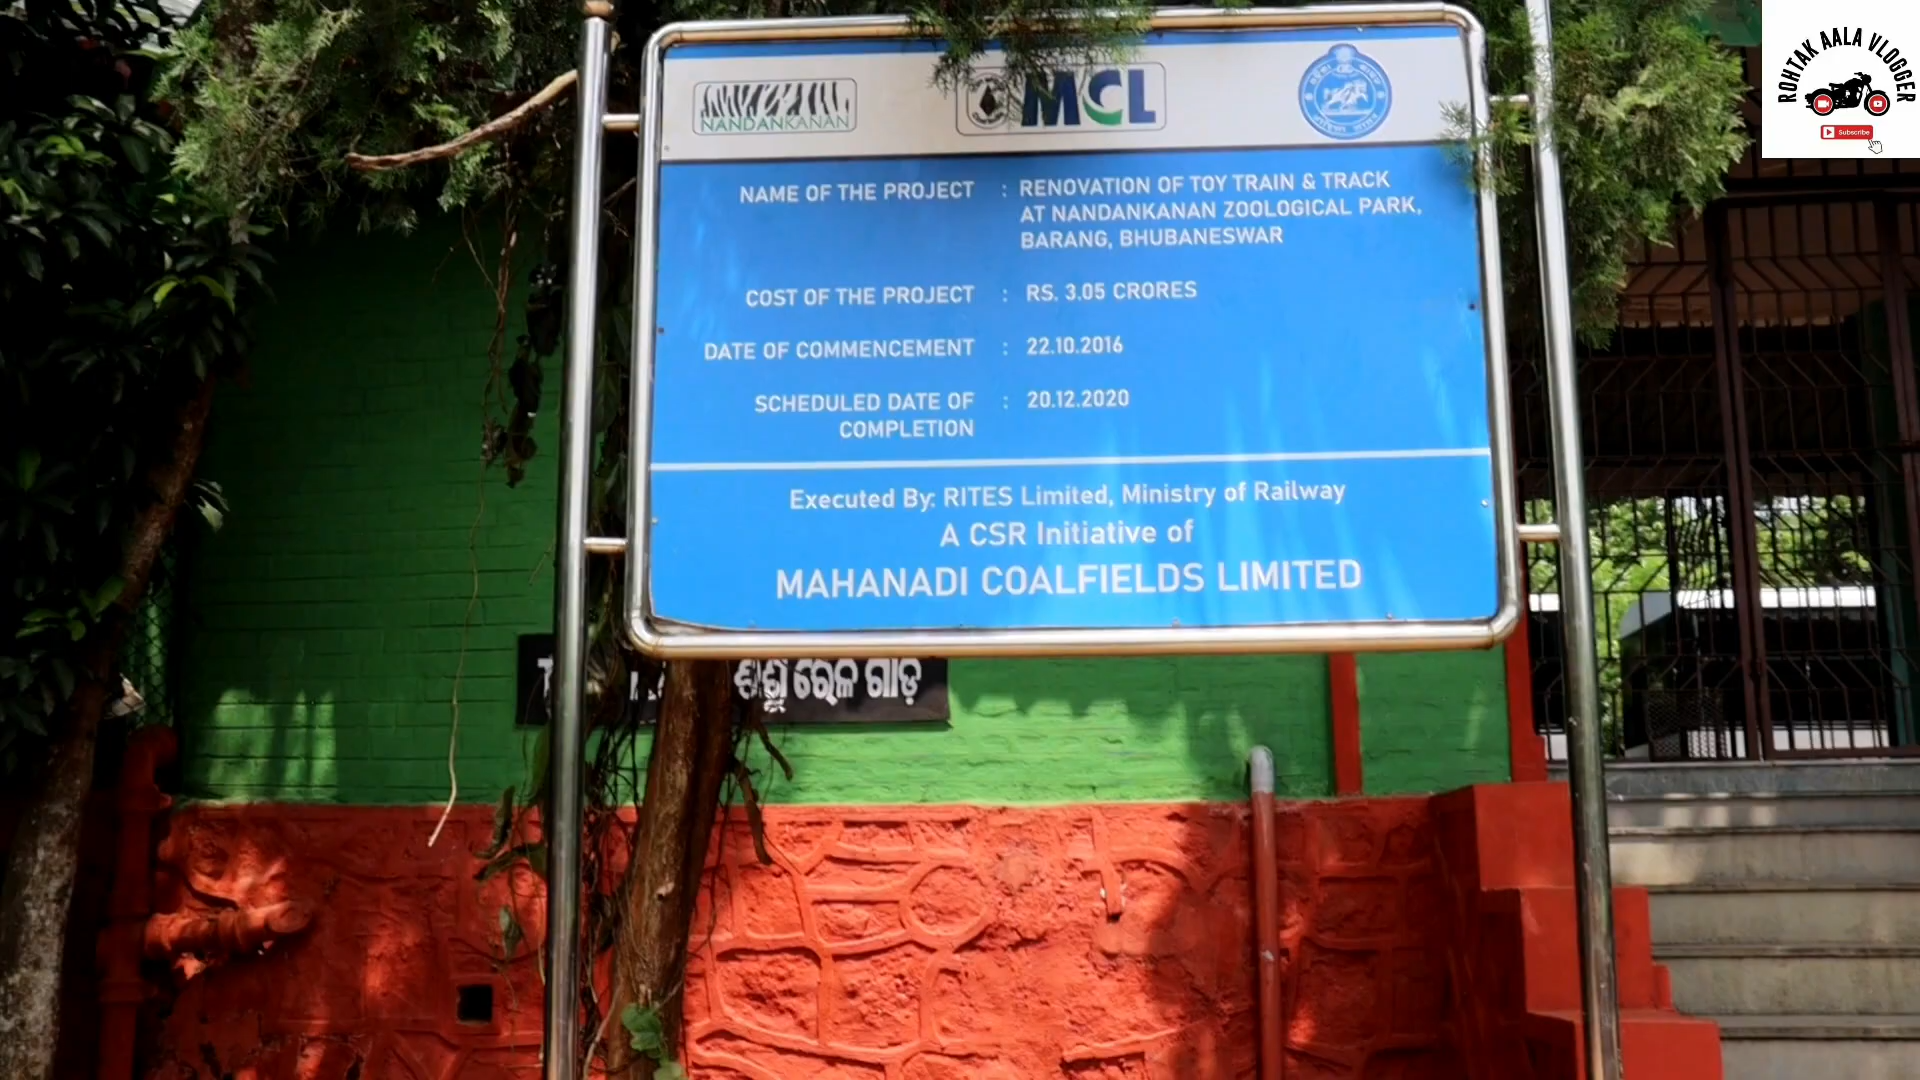 NANDANKANAN
MCL
NAME OF THE PROJECT : RENOVATION OF TOY TRAIN & TRACK
AT NANDANKANAN ZOOLOGICAL PARK,
BARANG, BHUBANESWAR
COST OF THE PROJECT : RS. 3.05 CRORES
DATE OF COMMENCEMENT : 22.10.2016
SCHEDULED DATE OF : 20.12.2020
COMPLETION
Executed By: RITES Limited, Ministry of Railway
A CSR Initiative of
MAHANADI COALFIELDS LIMITED
ଶିଶୁ ରେଳ ଗାଡ଼ି
ROHTAK AALA VLOGGER
Subscribe